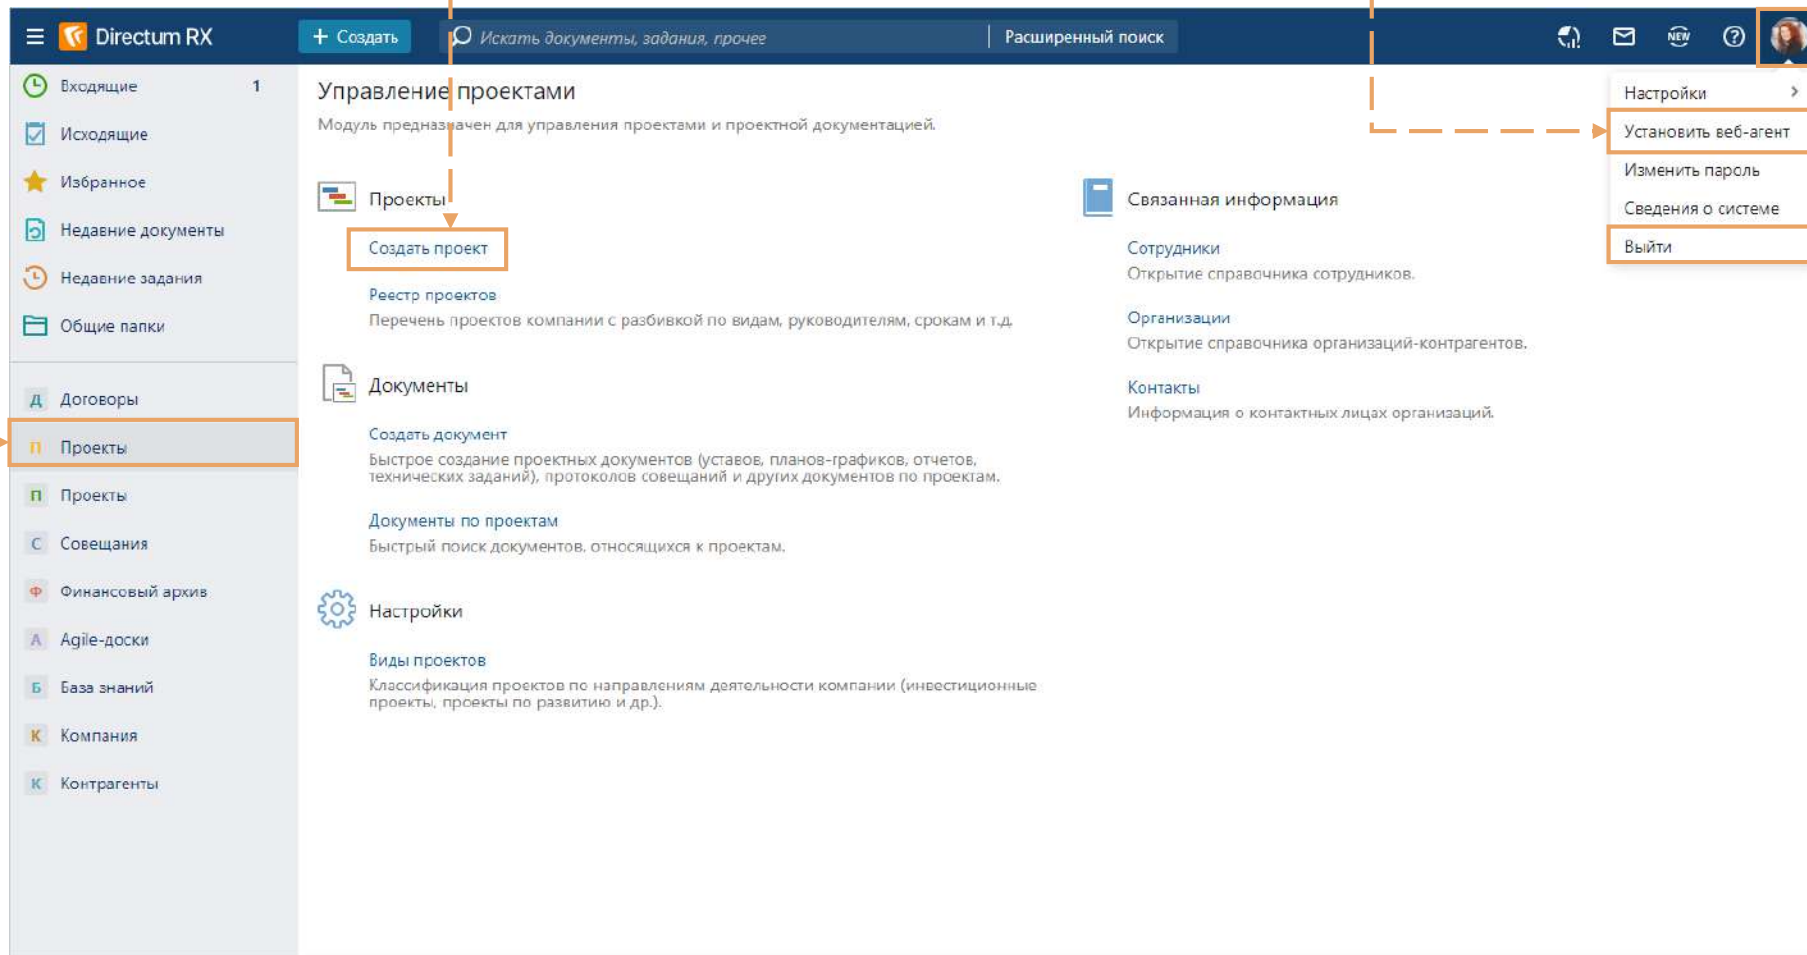 Directum RX
+ Создать
Искать документы, задания, прочее
Расширенный поиск
NEW
?
Входящие 1
Исходящие
Избранное
Недавние документы
Недавние задания
Общие папки
Д Договоры
П Проекты
П Проекты
С Совещания
Ф Финансовый архив
А Agile-доски
Б База знаний
К Компания
К Контрагенты
Управление проектами
Модуль предназначен для управления проектами и проектной документацией.
Проекты
Создать проект
Реестр проектов
Перечень проектов компании с разбивкой по видам, руководителям, срокам и т.д.
Документы
Создать документ
Быстрое создание проектных документов (уставов, планов-графиков, отчетов,
технических заданий), протоколов совещаний и других документов по проектам.
Документы по проектам
Быстрый поиск документов, относящихся к проектам.
Настройки
Виды проектов
Классификация проектов по направлениям деятельности компании (инвестиционные
проекты, проекты по развитию и др.).
Связанная информация
Сотрудники
Открытие справочника сотрудников.
Организации
Открытие справочника организаций-контрагентов.
Контакты
Информация о контактных лицах организаций.
Настройки
Установить веб-агент
Изменить пароль
Сведения о системе
Выйти